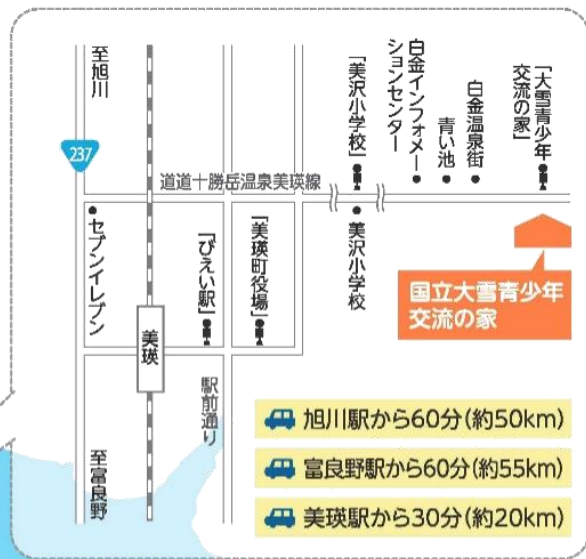 至旭川
237
道道十勝岳温泉美瑛線
セブンイレブン
「びえい駅」
「美瑛町役場」
美瑛
駅前通り
至富良野
「美沢小学校」
美沢小学校
白金インフォメー
ションセンター
青い池
白金温泉街
「大雪青少年
交流の家」
国立大雪青少年
交流の家
旭川駅から60分(約50km)
富良野駅から60分(約55km)
美瑛駅から30分(約20km)